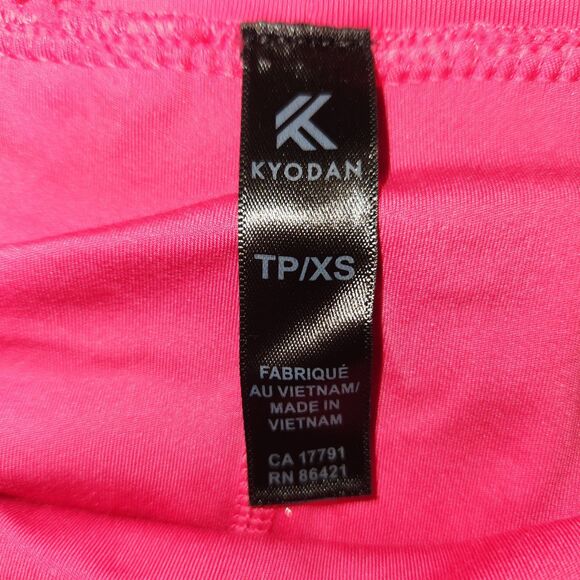 KYODAN
TP/XS
FABRIQUÉ
AU VIETNAM/
MADE IN
VIETNAM
CA 17791
RN 86421